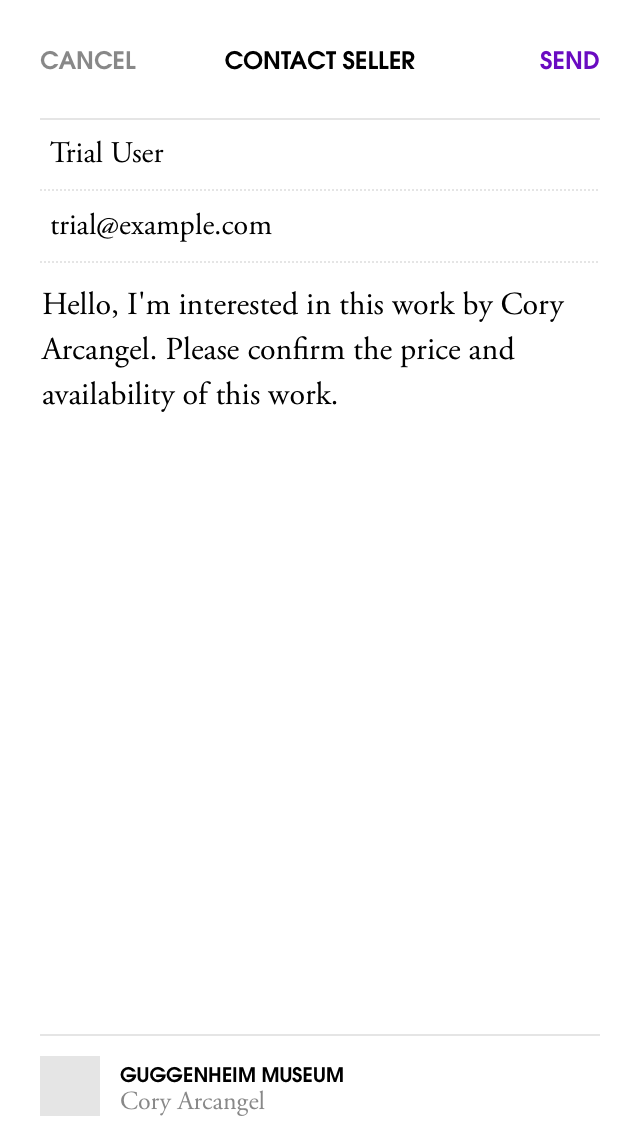 CANCEL CONTACT SELLER SEND
Trial User
trial@example.com
Hello, I'm interested in this work by Cory
Arcangel. Please confirm the price and
availability of this work.
GUGGENHEIM MUSEUM
Cory Arcangel